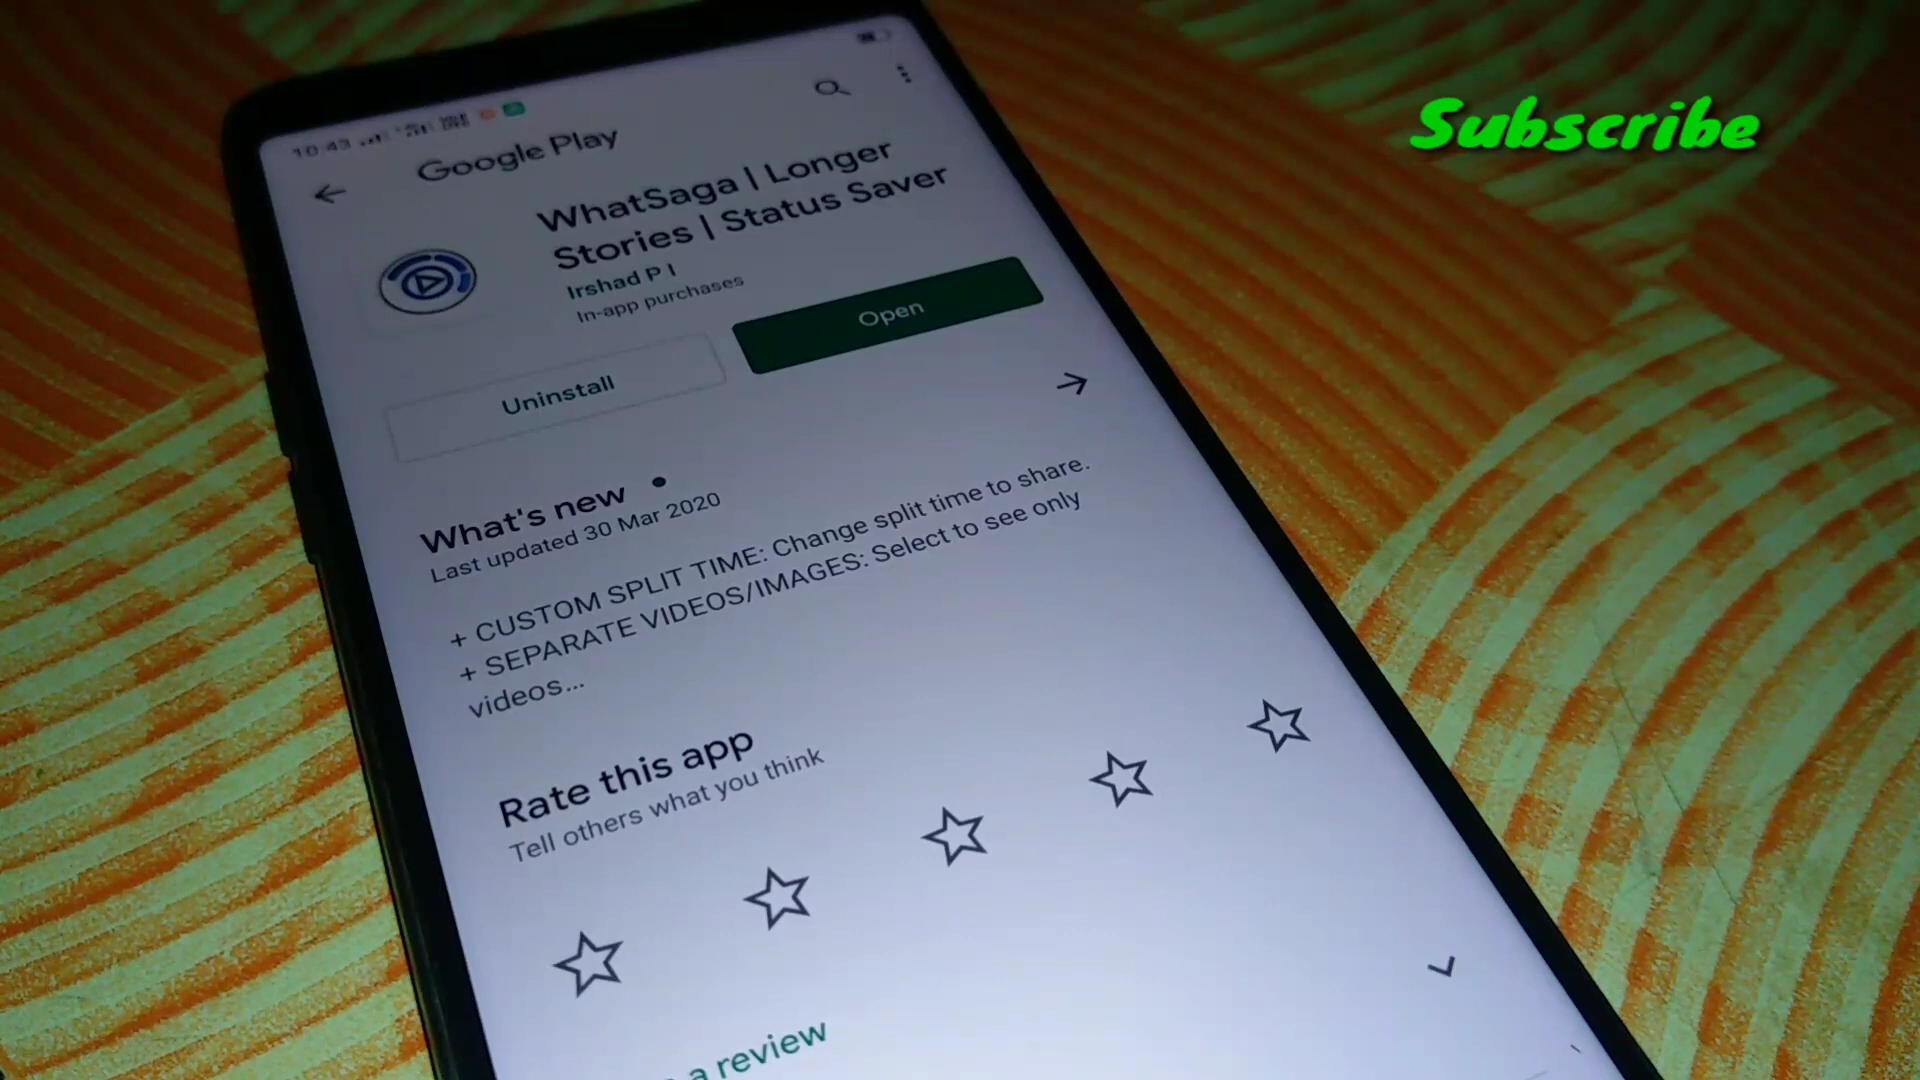 Subscribe
10:43
Google Play
WhatSaga | Longer
Stories | Status Saver
Irshad P I
In-app purchases
Uninstall
Open
What's new
Last updated 30 Mar 2020
+ CUSTOM SPLIT TIME: Change split time to share.
+ SEPARATE VIDEOS/IMAGES: Select to see only
videos...
Rate this app
Tell others what you think
a review